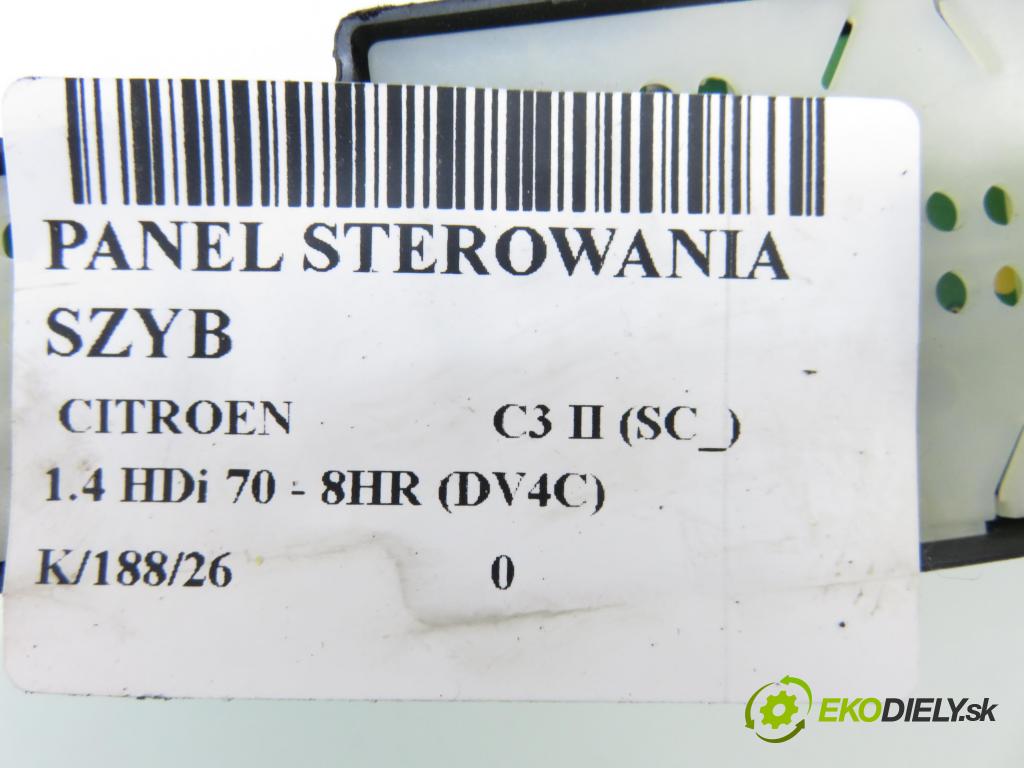 PANEL STEROWANIA
SZYB
CITROEN C3 II (SC_)
1.4 HDi 70 - 8HR (DV4C)
K/188/26 0
EKODIELY.sk